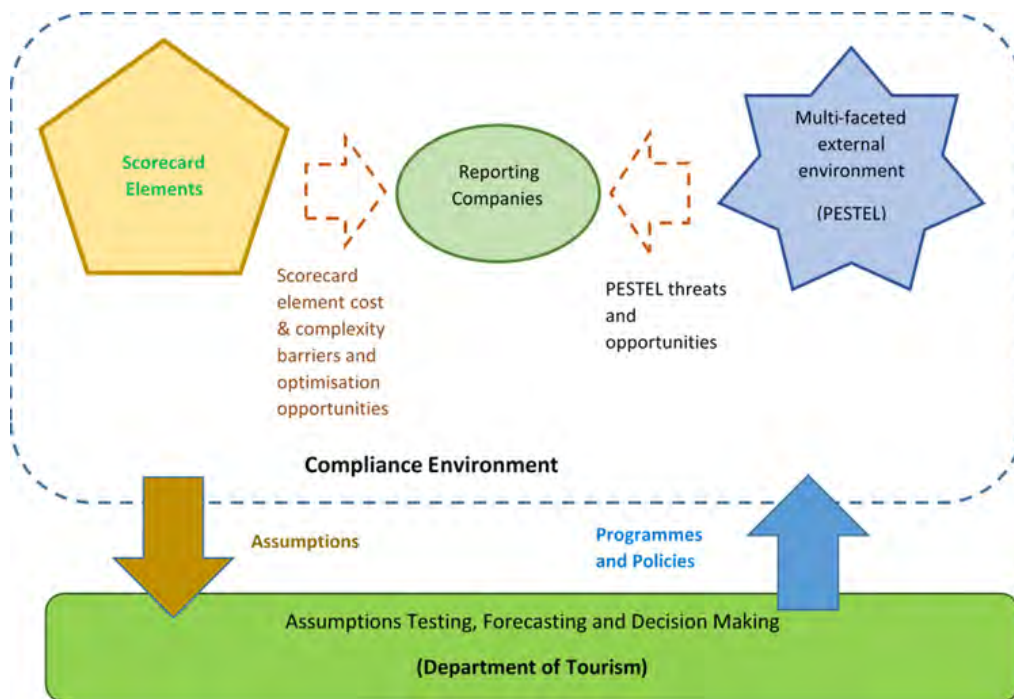 Scorecard
Elements
Reporting
Companies
Multi-faceted
external
environment
(PESTEL)
Scorecard
element cost
& complexity
barriers and
optimisation
opportunities
PESTEL threats
and
opportunities
Compliance Environment
Assumptions
Programmes
and Policies
Assumptions Testing, Forecasting and Decision Making
(Department of Tourism)